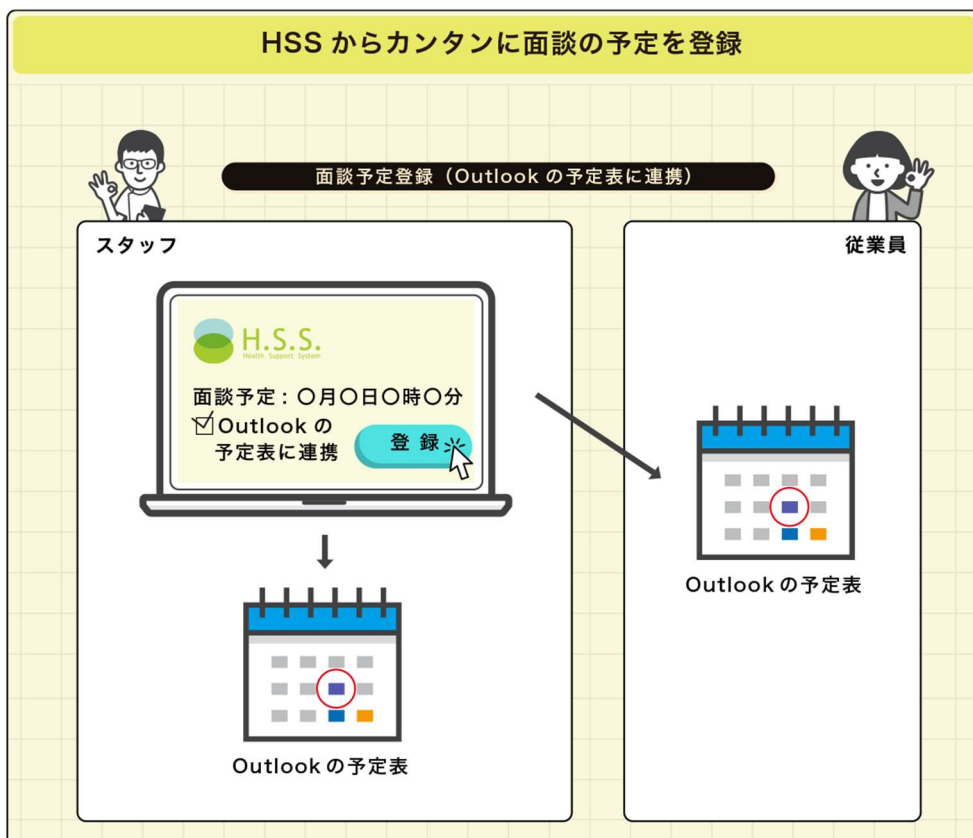 HSS からカンタンに面談の予定を登録
面談予定登録（Outlook の予定表に連携）
スタッフ
従業員
H.S.S.
Health Support System
面談予定：〇月〇日〇時〇分
Outlook の
予定表に連携
登 録
Outlook の予定表
Outlook の予定表